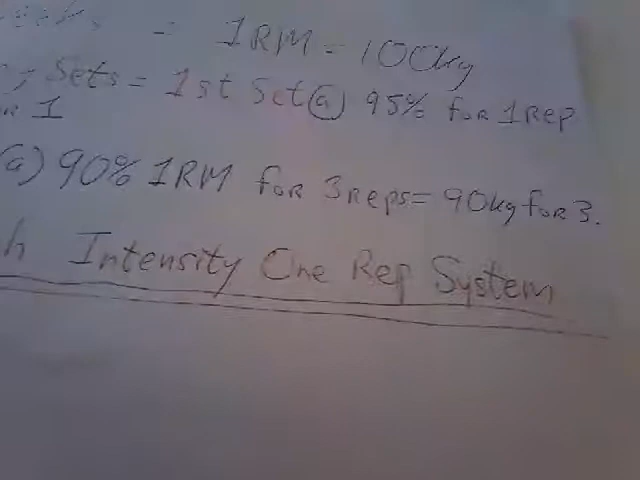 = 1RM = 100kg
Sets = 1st Set @ 95% for 1 Rep
or 1
@ 90% 1RM for 3 Reps = 90kg for 3.
h Intensity One Rep System